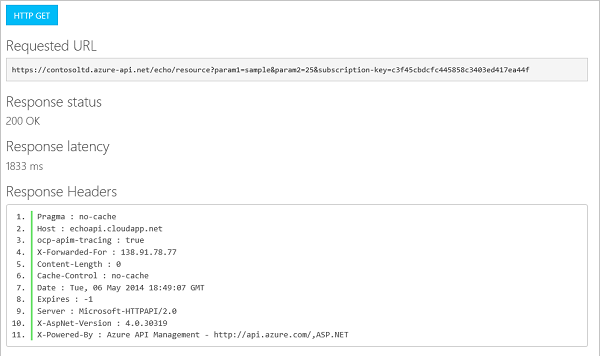 HTTP GET
Requested URL
https://contosoltd.azure-api.net/echo/resource?param1=sample&param2=25&subscription-key=c3f45cbdcfc445858c3403ed417ea44f
Response status
200 OK
Response latency
1833 ms
Response Headers
1. Pragma : no-cache
2. Host : echoapi.cloudapp.net
3. ocp-apim-tracing : true
4. X-Forwarded-For : 138.91.78.77
5. Content-Length : 0
6. Cache-Control : no-cache
7. Date : Tue, 06 May 2014 18:49:07 GMT
8. Expires : -1
9. Server : Microsoft-HTTPAPI/2.0
10. X-AspNet-Version : 4.0.30319
11. X-Powered-By : Azure API Management - http://api.azure.com/,ASP.NET